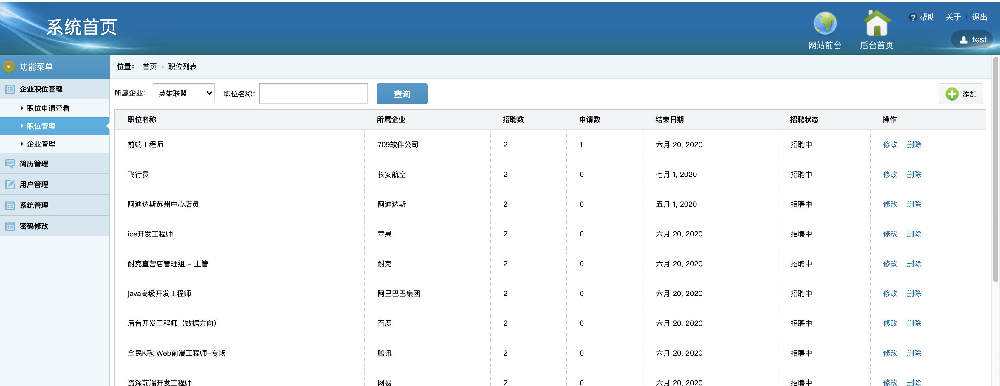 系统首页
网站前台
后台首页
帮助 关于 退出
test
功能菜单
企业职位管理
职位申请查看
职位管理
企业管理
简历管理
用户管理
系统管理
密码修改
位置： 首页 职位列表
所属企业： 英雄联盟 职位名称： 查询 添加
职位名称 所属企业 招聘数 申请数 结束日期 招聘状态 操作
前端工程师 709软件公司 2 1 六月 20, 2020 招聘中 修改 删除
飞行员 长安航空 2 0 七月 1, 2020 招聘中 修改 删除
阿迪达斯苏州中心店员 阿迪达斯 2 0 五月 1, 2020 招聘中 修改 删除
ios开发工程师 苹果 2 0 六月 20, 2020 招聘中 修改 删除
耐克直营店管理组 – 主管 耐克 2 0 六月 20, 2020 招聘中 修改 删除
java高级开发工程师 阿里巴巴集团 2 0 六月 20, 2020 招聘中 修改 删除
后台开发工程师（数据方向） 百度 2 0 六月 20, 2020 招聘中 修改 删除
全民K歌 Web前端工程师–专场 腾讯 2 0 六月 20, 2020 招聘中 修改 删除
资深前端开发工程师 网易 2 0 六月 20, 2020 招聘中 修改 删除